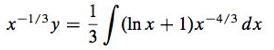 x^{-1/3}y = \frac{1}{3} \int (\ln x + 1)x^{-4/3} dx